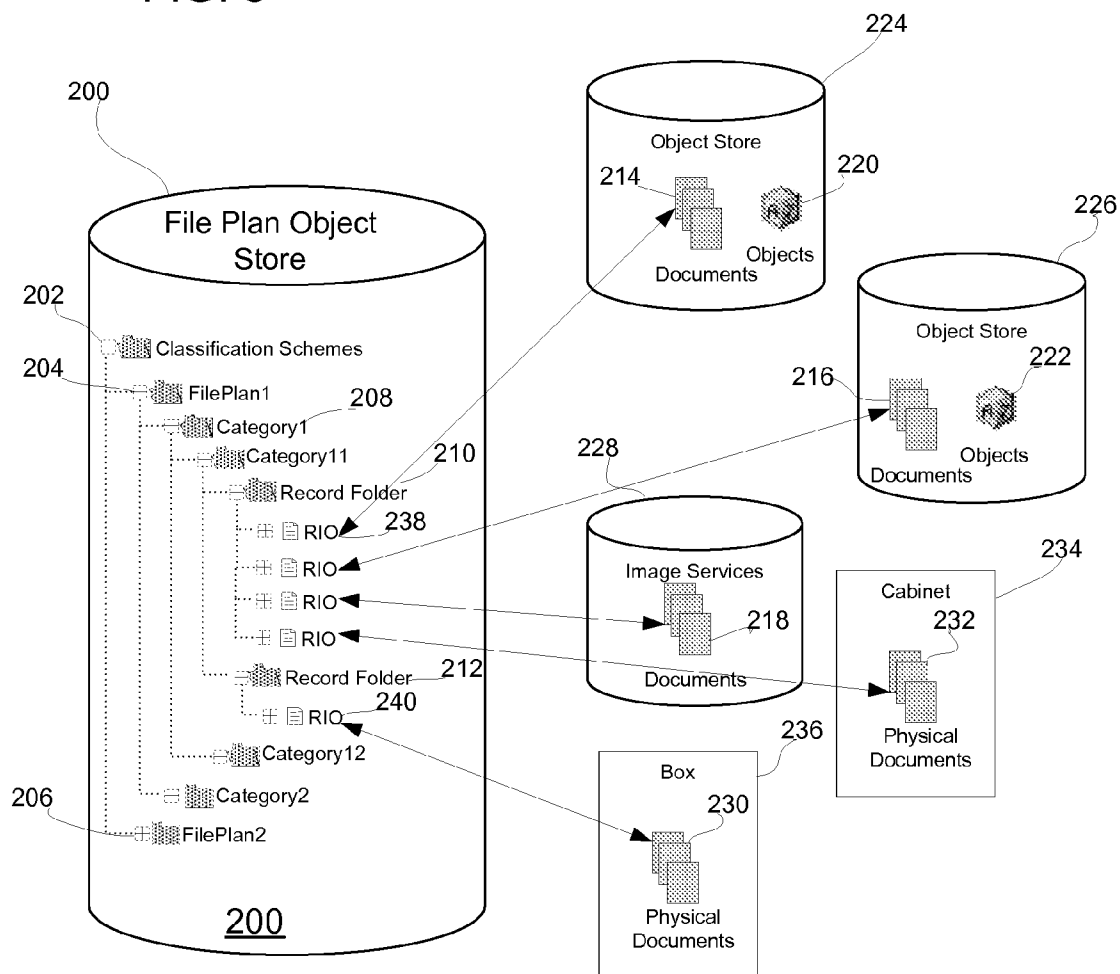 224
200
Object Store
214
220
226
File Plan Object
Store
Objects
Documents
202
Object Store
Classification Schemes
204
FilePlan1
216
222
208
Category1
228
Category11
210
Documents
Objects
Record Folder
RIO
238
234
RIO
Image Services
Cabinet
RIO
218
232
RIO
Record Folder
212
Documents
240
RIO
Physical
Documents
236
Category12
Box
206
Category2
230
FilePlan2
200
Physical
Documents